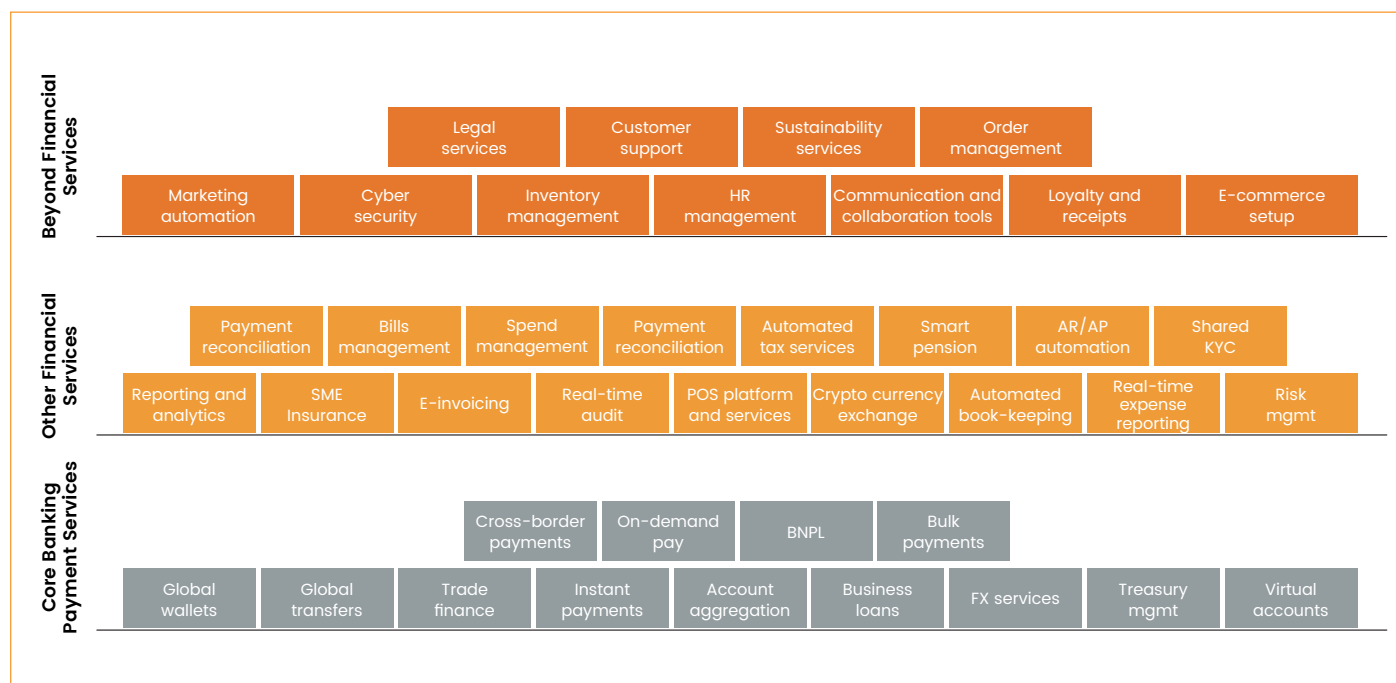 Beyond Financial
Services
Legal
services
Customer
support
Sustainability
services
Order
management
Marketing
automation
Cyber
security
Inventory
management
HR
management
Communication and
collaboration tools
Loyalty and
receipts
E-commerce
setup
Other Financial
Services
Payment
reconciliation
Bills
management
Spend
management
Payment
reconciliation
Automated
tax services
Smart
pension
AR/AP
automation
Shared
KYC
Reporting and
analytics
SME
Insurance
E-invoicing
Real-time
audit
POS platform
and services
Crypto currency
exchange
Automated
book-keeping
Real-time
expense
reporting
Risk
mgmt
Core Banking
Payment Services
Cross-border
payments
On-demand
pay
BNPL
Bulk
payments
Global
wallets
Global
transfers
Trade
finance
Instant
payments
Account
aggregation
Business
loans
FX services
Treasury
mgmt
Virtual
accounts